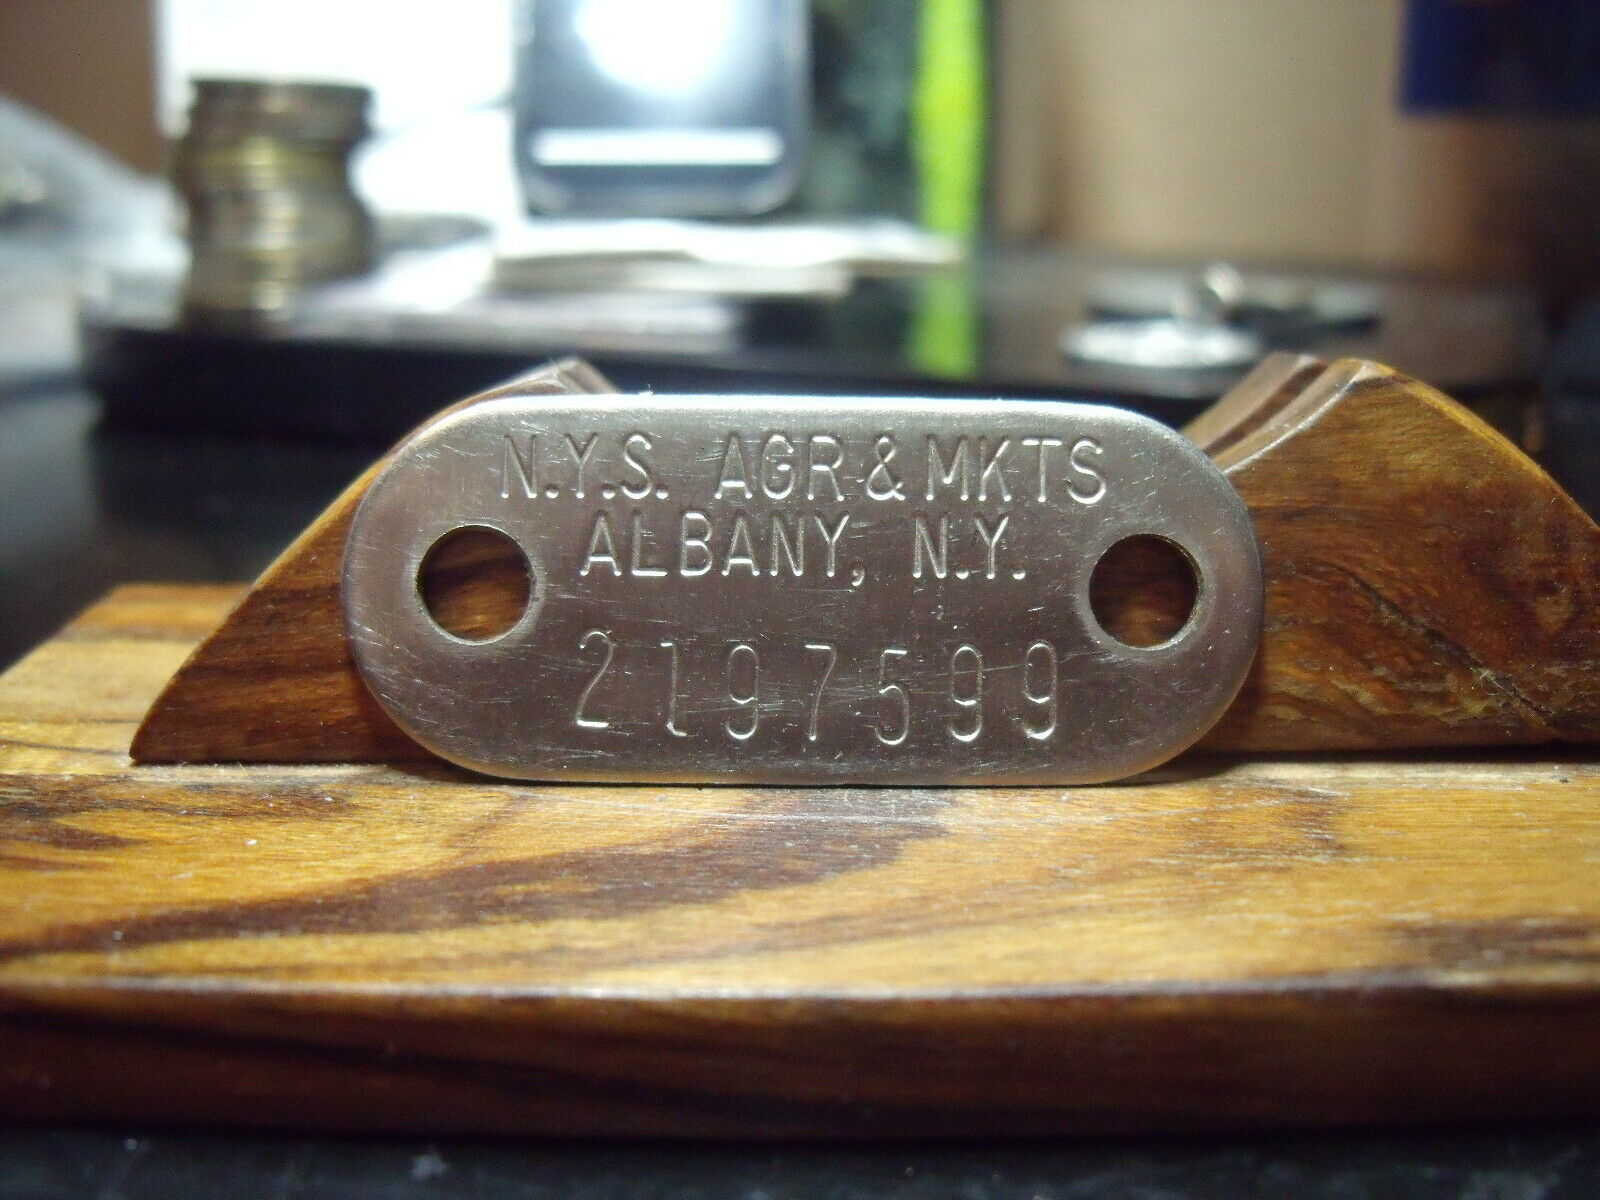 N.Y.S. AGR & MKTS
ALBANY, N.Y.
2197599